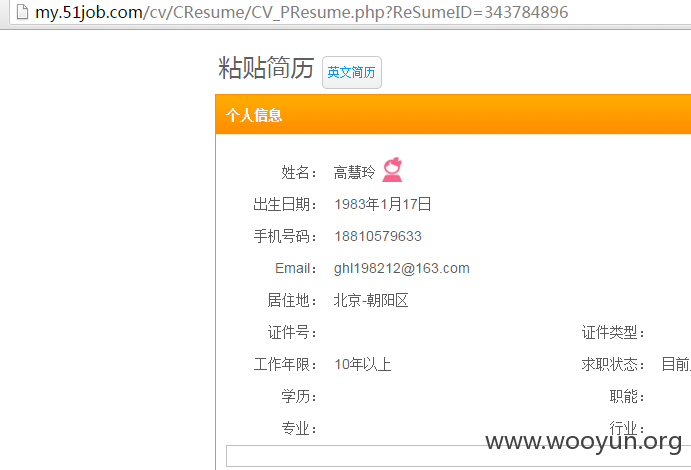 my.51job.com/cv/CResume/CV_PResume.php?ReSumeID=343784896
粘贴简历 英文简历
个人信息
姓名： 高慧玲
出生日期： 1983年1月17日
手机号码： 18810579633
Email： ghl198212@163.com
居住地： 北京-朝阳区
证件号： 证件类型：
工作年限： 10年以上 求职状态： 目前
学历： 职能：
专业： 行业：
www.wooyun.org